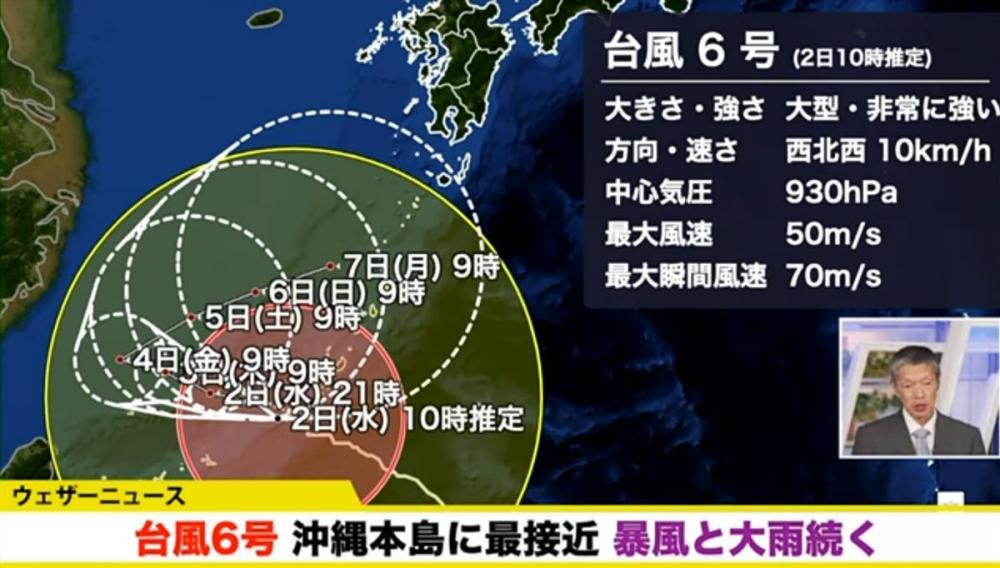 台風 6 号 (2日10時推定)
大きさ・強さ 大型・非常に強い
方向・速さ 西北西 10km/h
中心気圧 930hPa
最大風速 50m/s
最大瞬間風速 70m/s
7日(月) 9時
6日(日) 9時
5日(土) 9時
4日(金) 9時
3日(木) 9時
2日(水) 21時
2日(水) 10時推定
ウェザーニュース
台風6号 沖縄本島に最接近 暴風と大雨続く